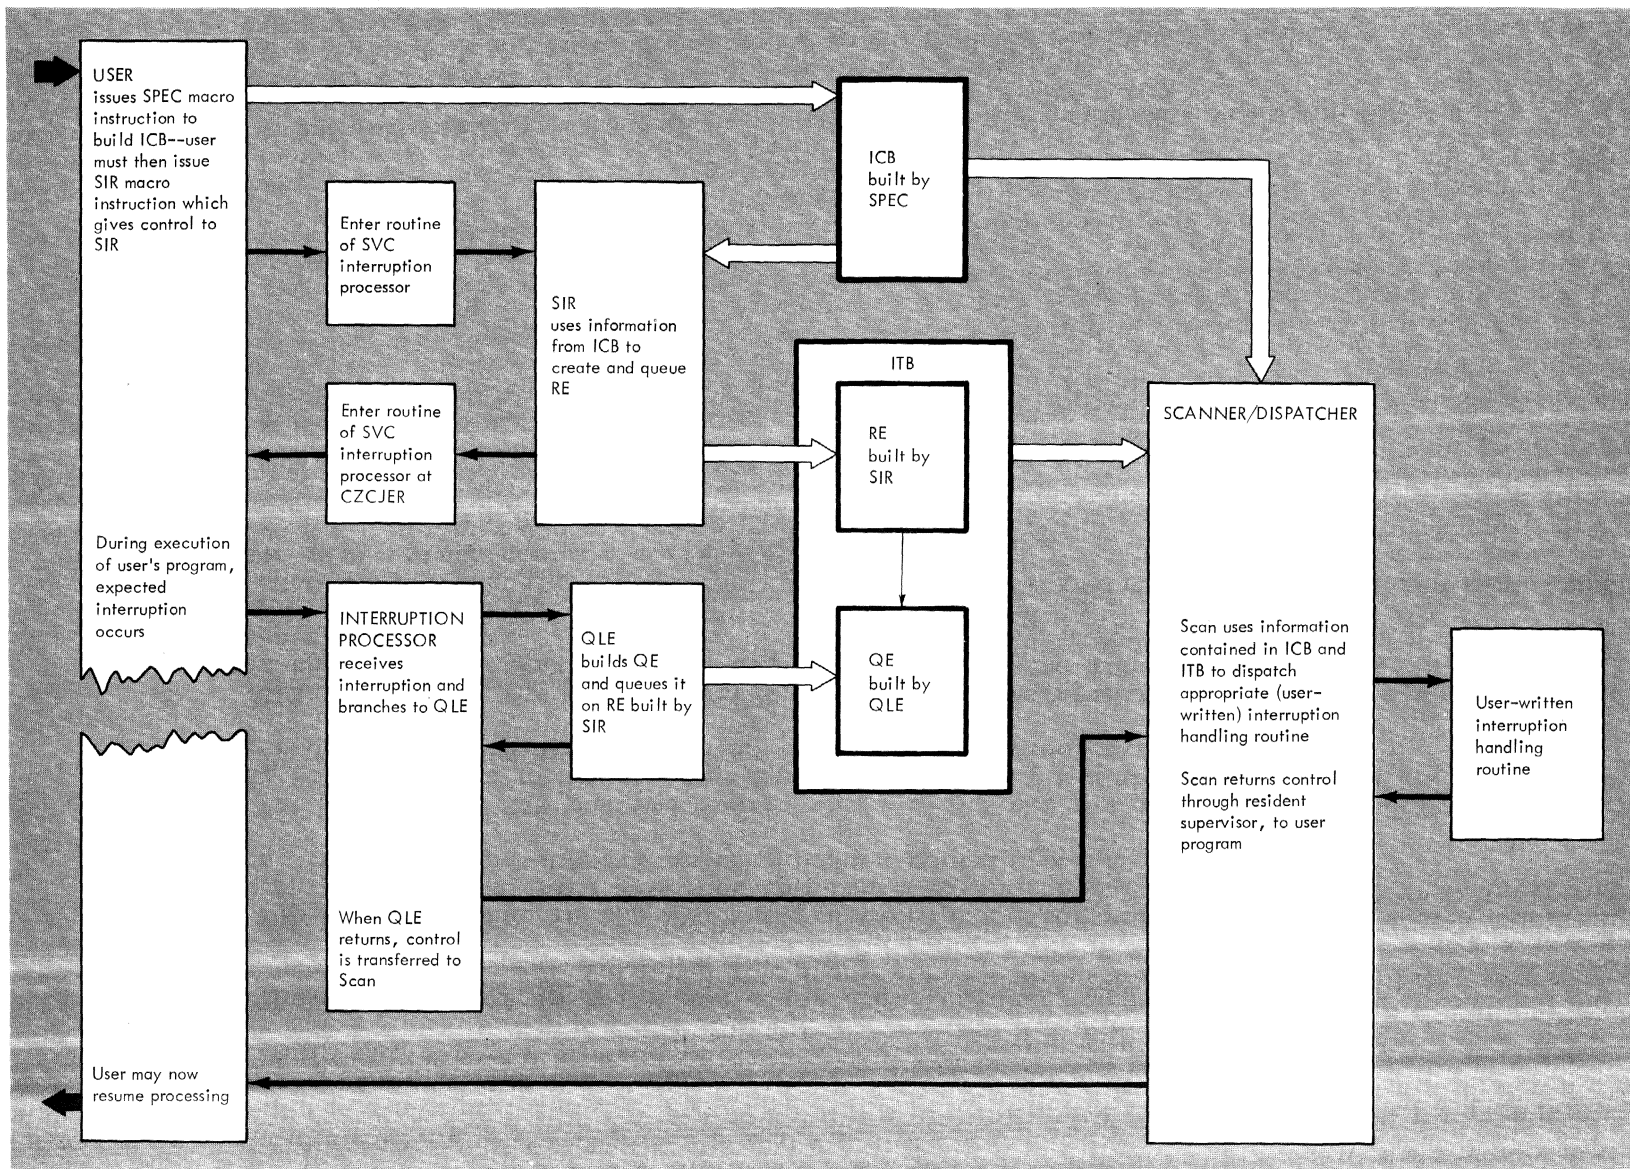 USER
issues SPEC macro
instruction to
build ICB--user
must then issue
SIR macro
instruction which
gives control to
SIR
During execution
of user's program,
expected
interruption
occurs
User may now
resume processing
Enter routine
of SVC
interruption
processor
Enter routine
of SVC
interruption
processor at
CZCJER
INTERRUPTION
PROCESSOR
receives
interruption and
branches to QLE
When QLE
returns, control
is transferred to
Scan
SIR
uses information
from ICB to
create and queue
RE
QLE
builds QE
and queues it
on RE built by
SIR
ICB
built by
SPEC
ITB
RE
built by
SIR
QE
built by
QLE
SCANNER/DISPATCHER
Scan uses information
contained in ICB and
ITB to dispatch
appropriate (user-
written) interruption
handling routine
Scan returns control
through resident
supervisor, to user
program
User-written
interruption
handling
routine